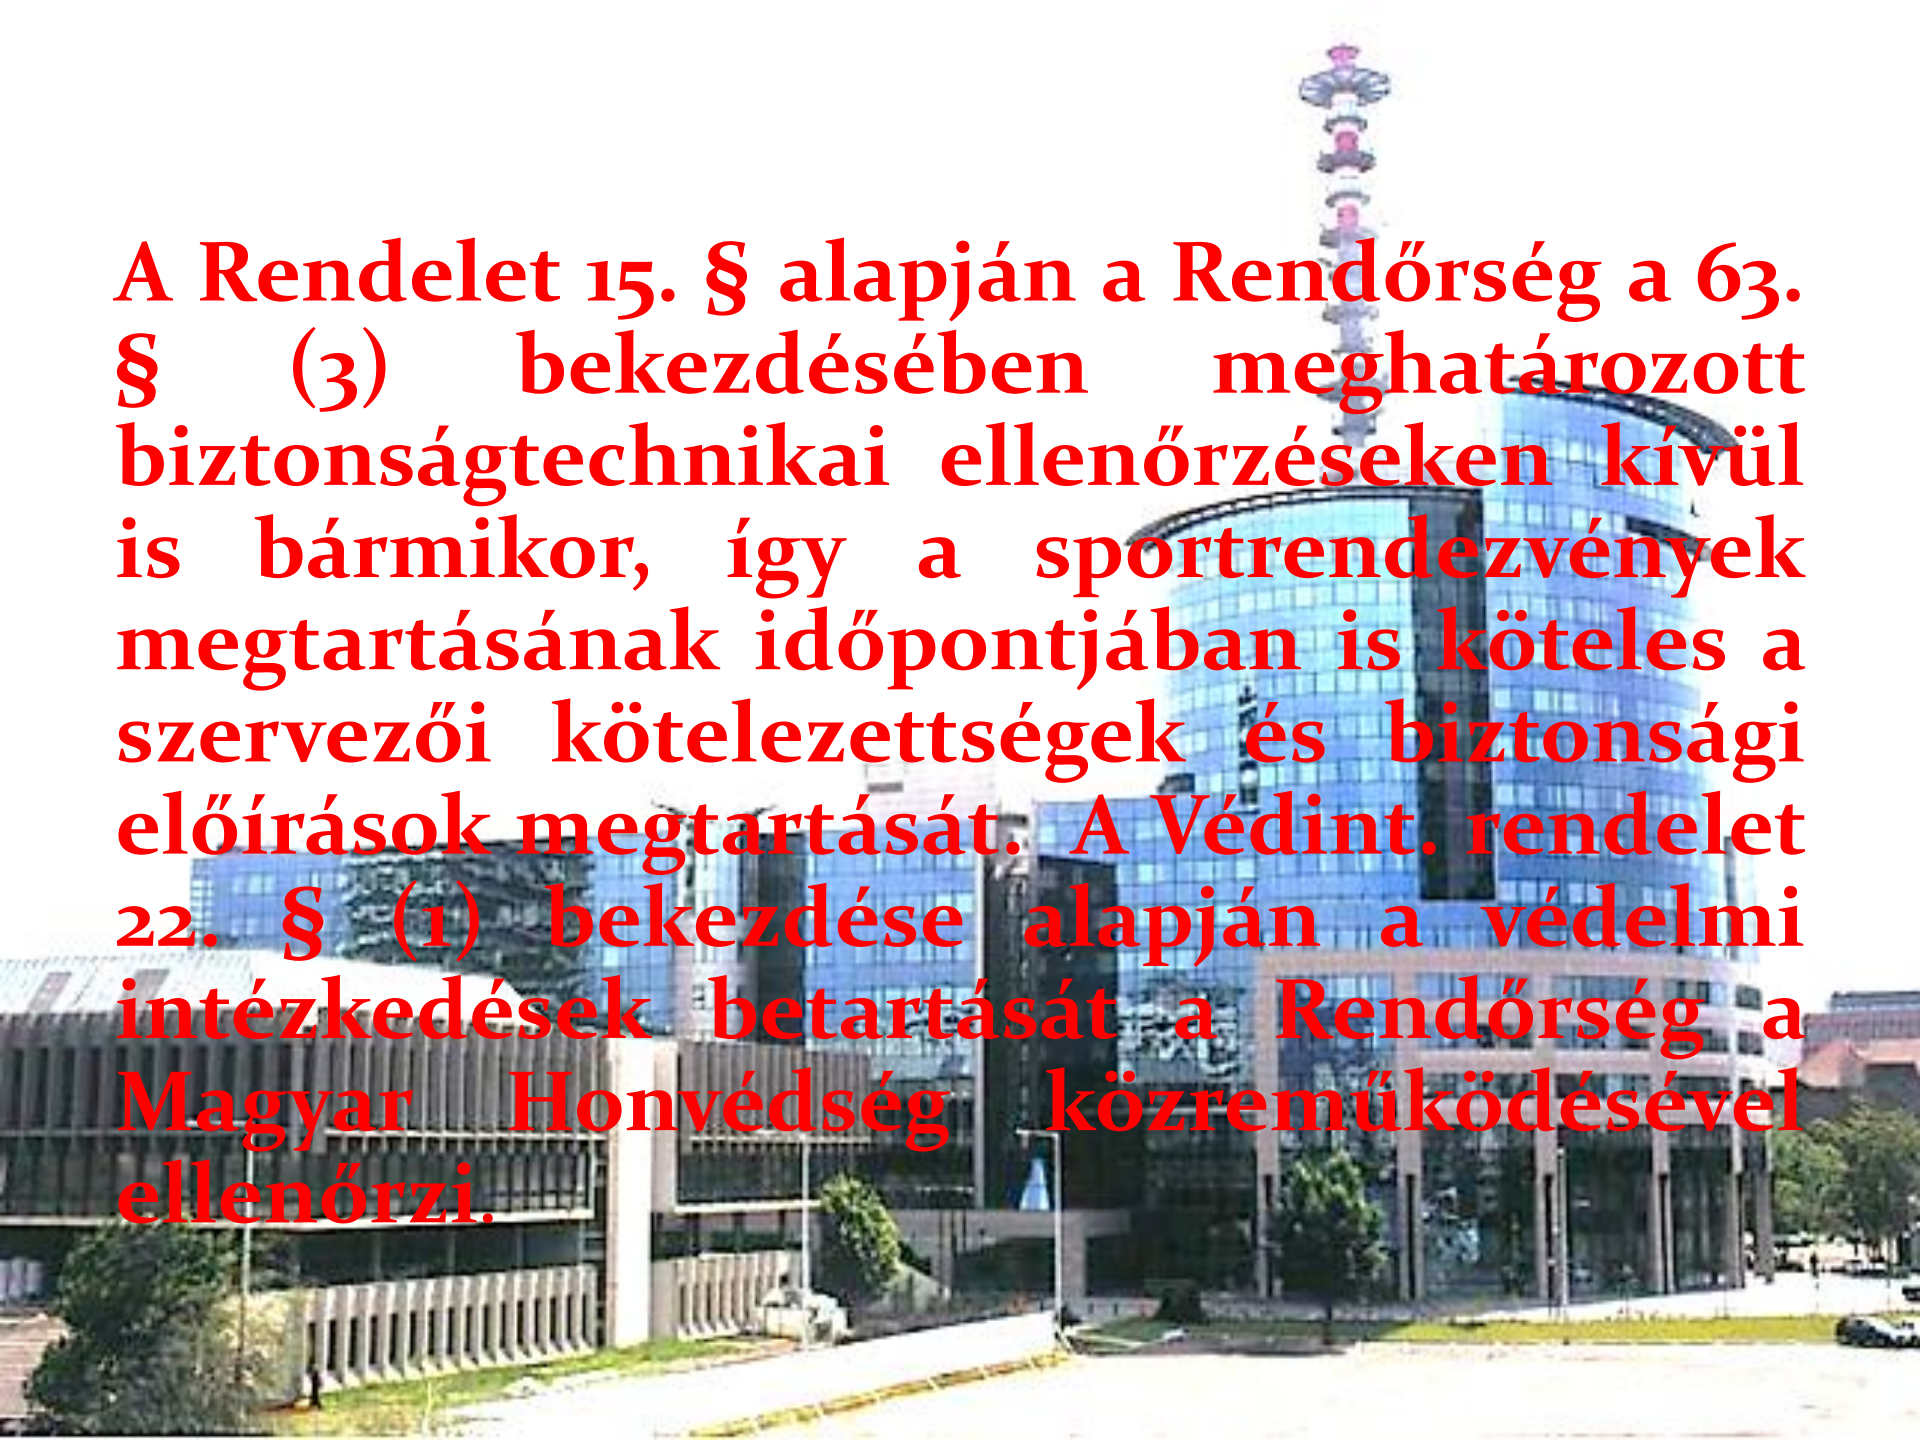 A Rendelet 15. § alapján a Rendőrség a 63.
§ (3) bekezdésében meghatározott
biztonságtechnikai ellenőrzéseken kívül
is bármikor, így a sportrendezvények
megtartásának időpontjában is köteles a
szervezői kötelezettségek és biztonsági
előírások megtartását. A Védint. rendelet
22. § (1) bekezdése alapján a védelmi
intézkedések betartását a Rendőrség a
Magyar Honvédség közreműködésével
ellenőrzi.